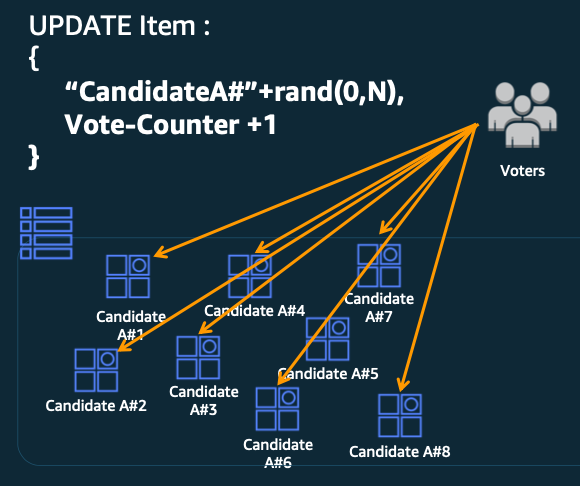 UPDATE Item :
{
“CandidateA#”+rand(0,N),
Vote-Counter +1
}
Voters
Candidate
A#1
Candidate A#4
Candidate
A#7
Candidate A#2
Candidate
A#3
Candidate A#5
Candidate
A#6
Candidate A#8